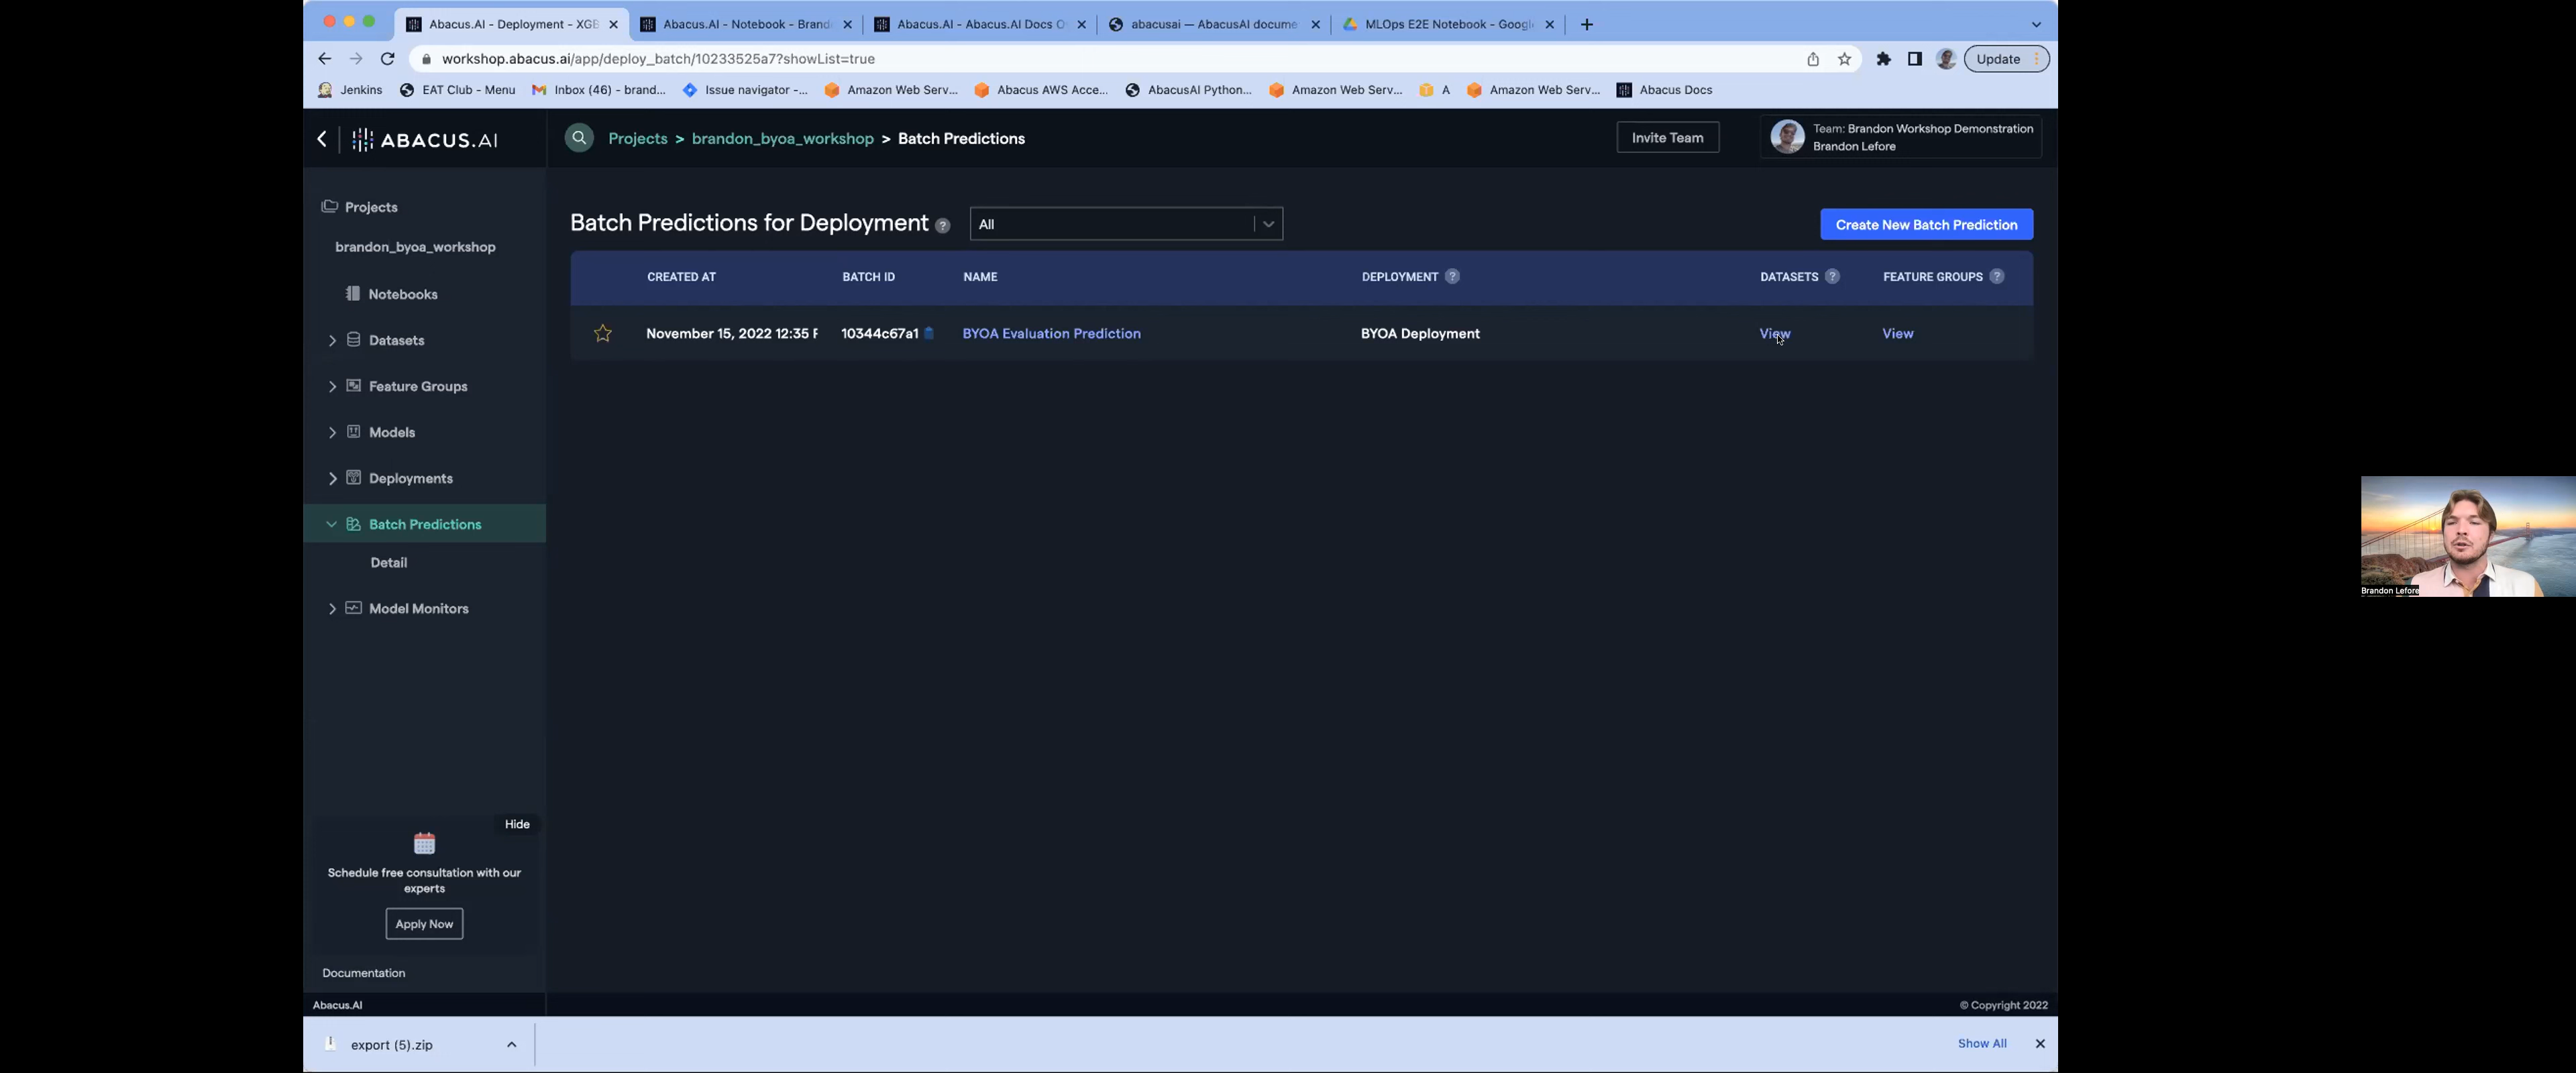 Abacus.AI - Deployment - XGB
Abacus.AI - Notebook - Brand
Abacus.AI - Abacus.AI Docs O
abacusai — AbacusAI docume
MLOps E2E Notebook - Googl
workshop.abacus.ai/app/deploy_batch/10233525a7?showList=true
Update
Jenkins
EAT Club - Menu
Inbox (46) - brand...
Issue navigator -...
Amazon Web Serv...
Abacus AWS Acce...
AbacusAI Python...
Amazon Web Serv...
A
Amazon Web Serv...
Abacus Docs
ABACUS.AI
Projects > brandon_byoa_workshop > Batch Predictions
Invite Team
Team: Brandon Workshop Demonstration
Brandon Lefore
Projects
brandon_byoa_workshop
Notebooks
Datasets
Feature Groups
Models
Deployments
Batch Predictions
Detail
Model Monitors
Hide
Schedule free consultation with our
experts
Apply Now
Documentation
Abacus.AI
Batch Predictions for Deployment ?
All
Create New Batch Prediction
CREATED AT BATCH ID NAME DEPLOYMENT ? DATASETS ? FEATURE GROUPS ?
November 15, 2022 12:35 P 10344c67a1 BYOA Evaluation Prediction BYOA Deployment View View
© Copyright 2022
export (5).zip
Show All
Brandon Lefore